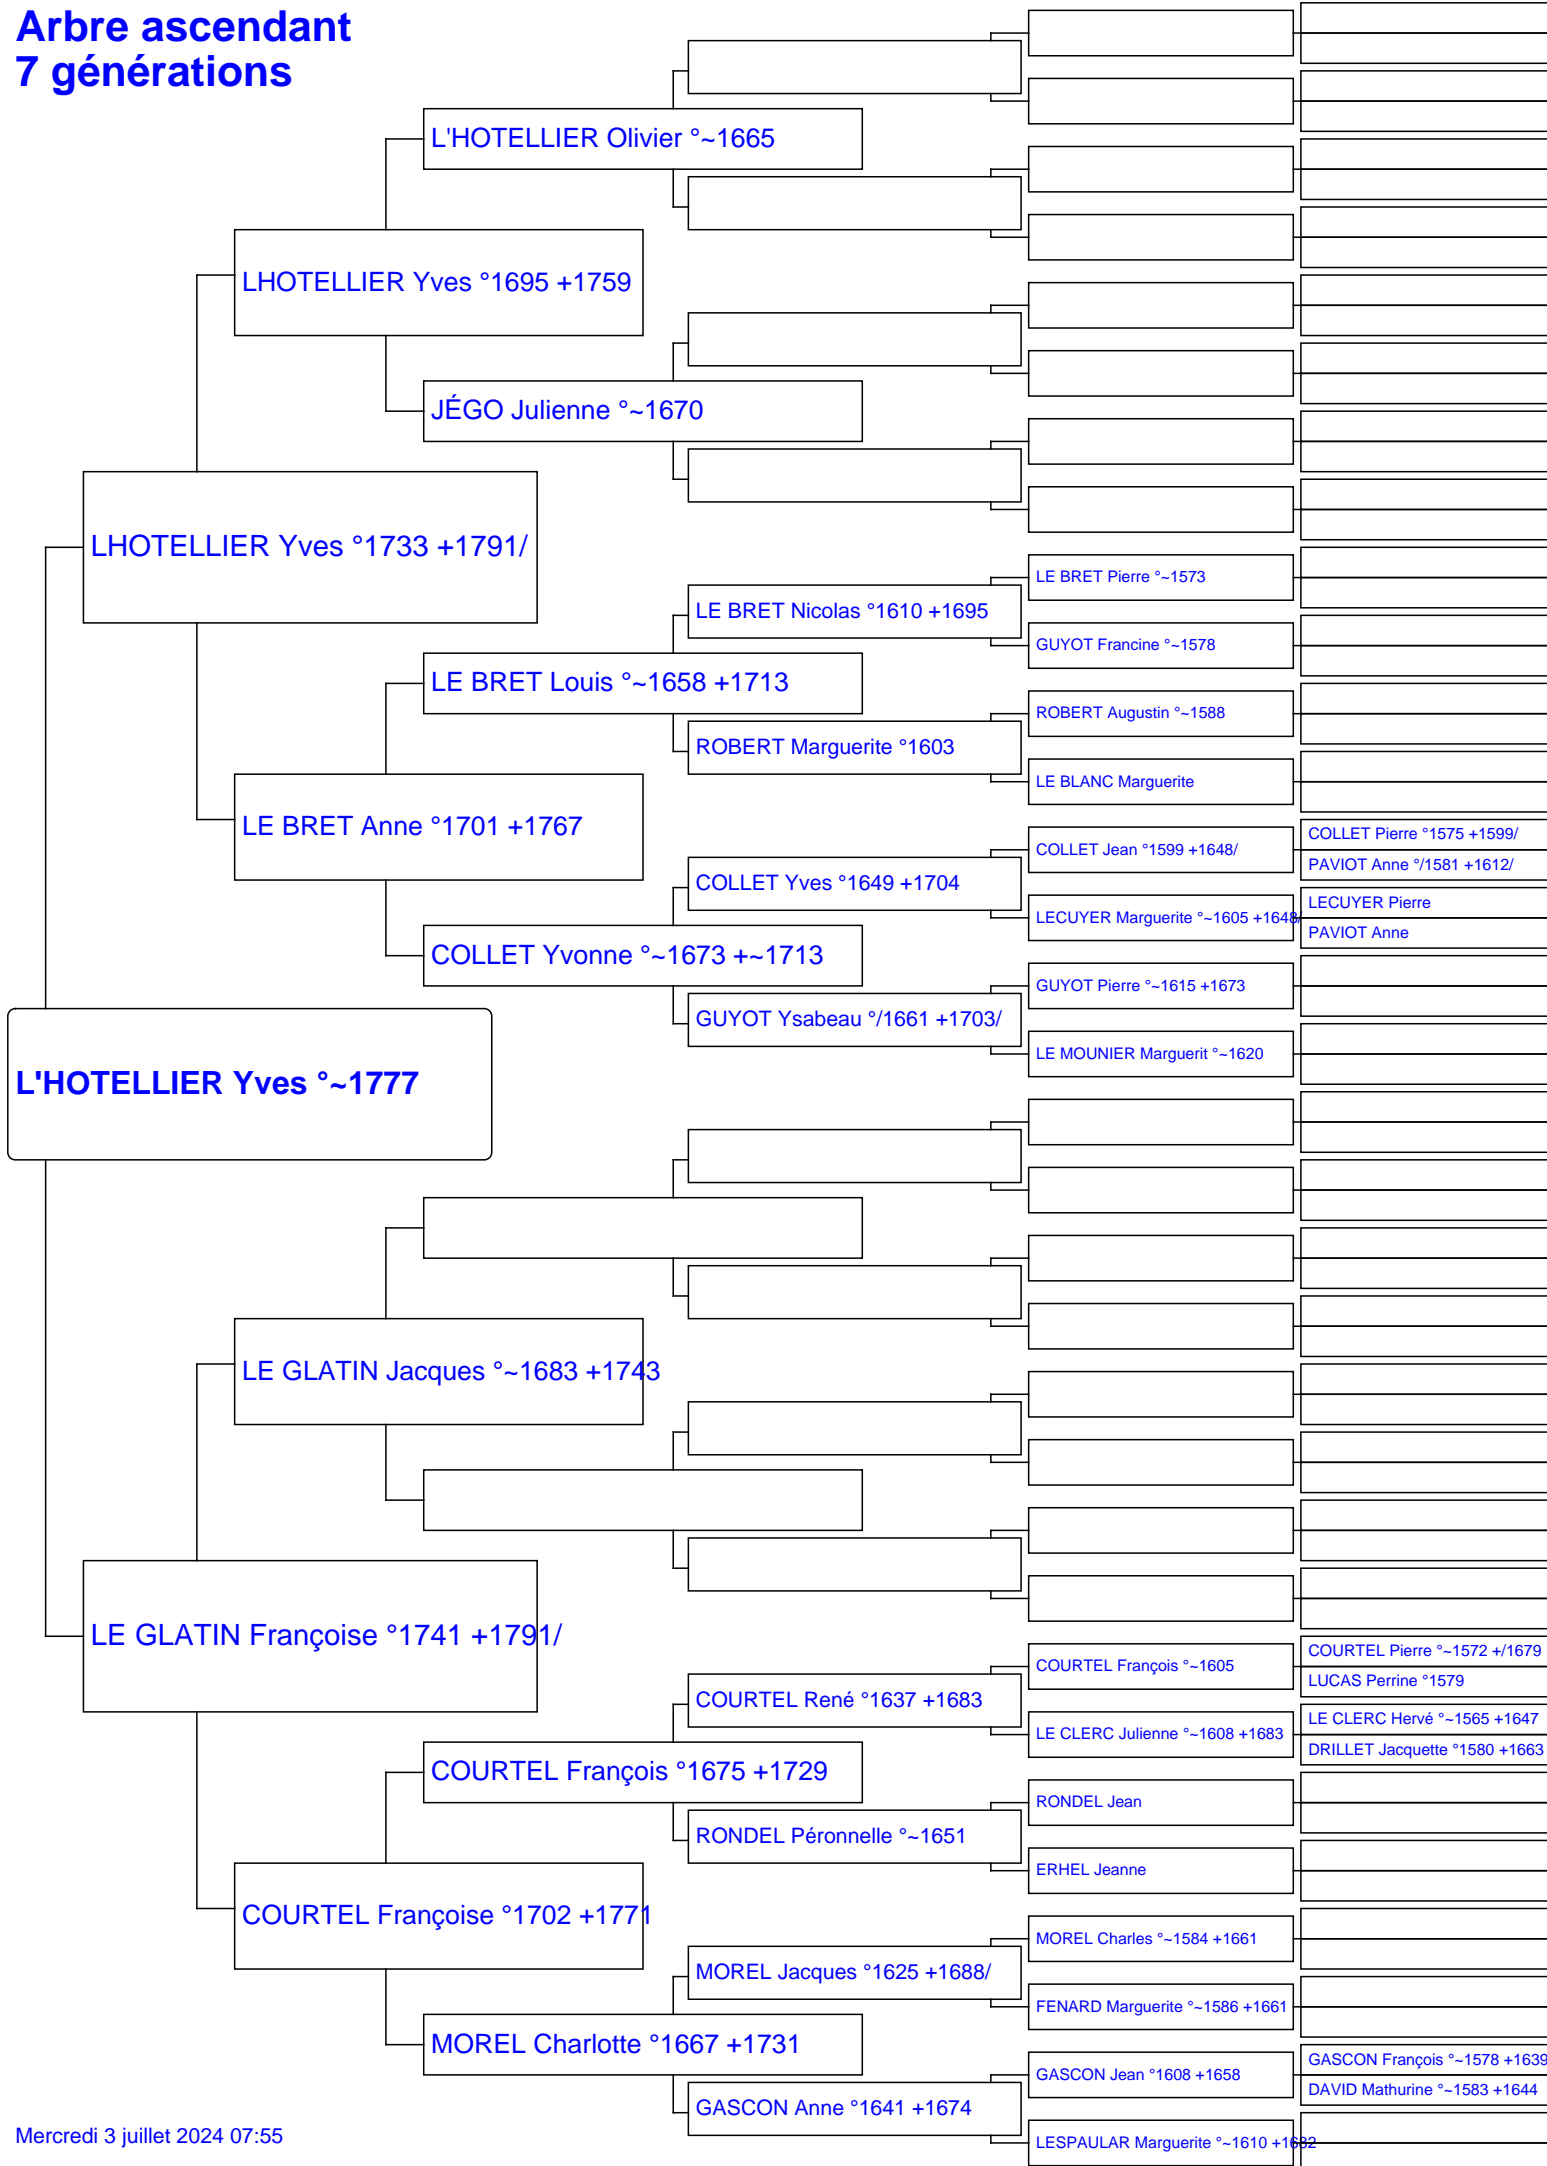 Arbre ascendant
7 générations
L'HOTELLIER Olivier °~1665
LHOTELLIER Yves °1695 +1759
JÉGO Julienne °~1670
LHOTELLIER Yves °1733 +1791/
LE BRET Pierre °~1573
LE BRET Nicolas °1610 +1695
GUYOT Francine °~1578
LE BRET Louis °~1658 +1713
ROBERT Augustin °~1588
ROBERT Marguerite °1603
LE BLANC Marguerite
LE BRET Anne °1701 +1767
COLLET Pierre °1575 +1599/
COLLET Jean °1599 +1648/
PAVIOT Anne °/1581 +1612/
COLLET Yves °1649 +1704
LECUYER Pierre
LECUYER Marguerite °~1605 +1648/
PAVIOT Anne
COLLET Yvonne °~1673 +~1713
GUYOT Pierre °~1615 +1673
GUYOT Ysabeau °/1661 +1703/
LE MOUNIER Marguerit °~1620
L'HOTELLIER Yves °~1777
LE GLATIN Jacques °~1683 +1743
LE GLATIN Françoise °1741 +1791/
COURTEL Pierre °~1572 +/1679
COURTEL François °~1605
LUCAS Perrine °1579
COURTEL René °1637 +1683
LE CLERC Hervé °~1565 +1647
LE CLERC Julienne °~1608 +1683
DRILLET Jacquette °1580 +1663
COURTEL François °1675 +1729
RONDEL Jean
RONDEL Péronnelle °~1651
ERHEL Jeanne
COURTEL Françoise °1702 +1771
MOREL Charles °~1584 +1661
MOREL Jacques °1625 +1688/
FENARD Marguerite °~1586 +1661
MOREL Charlotte °1667 +1731
GASCON François °~1578 +1639
GASCON Jean °1608 +1658
DAVID Mathurine °~1583 +1644
GASCON Anne °1641 +1674
LESPAULAR Marguerite °~1610 +1682
Mercredi 3 juillet 2024 07:55